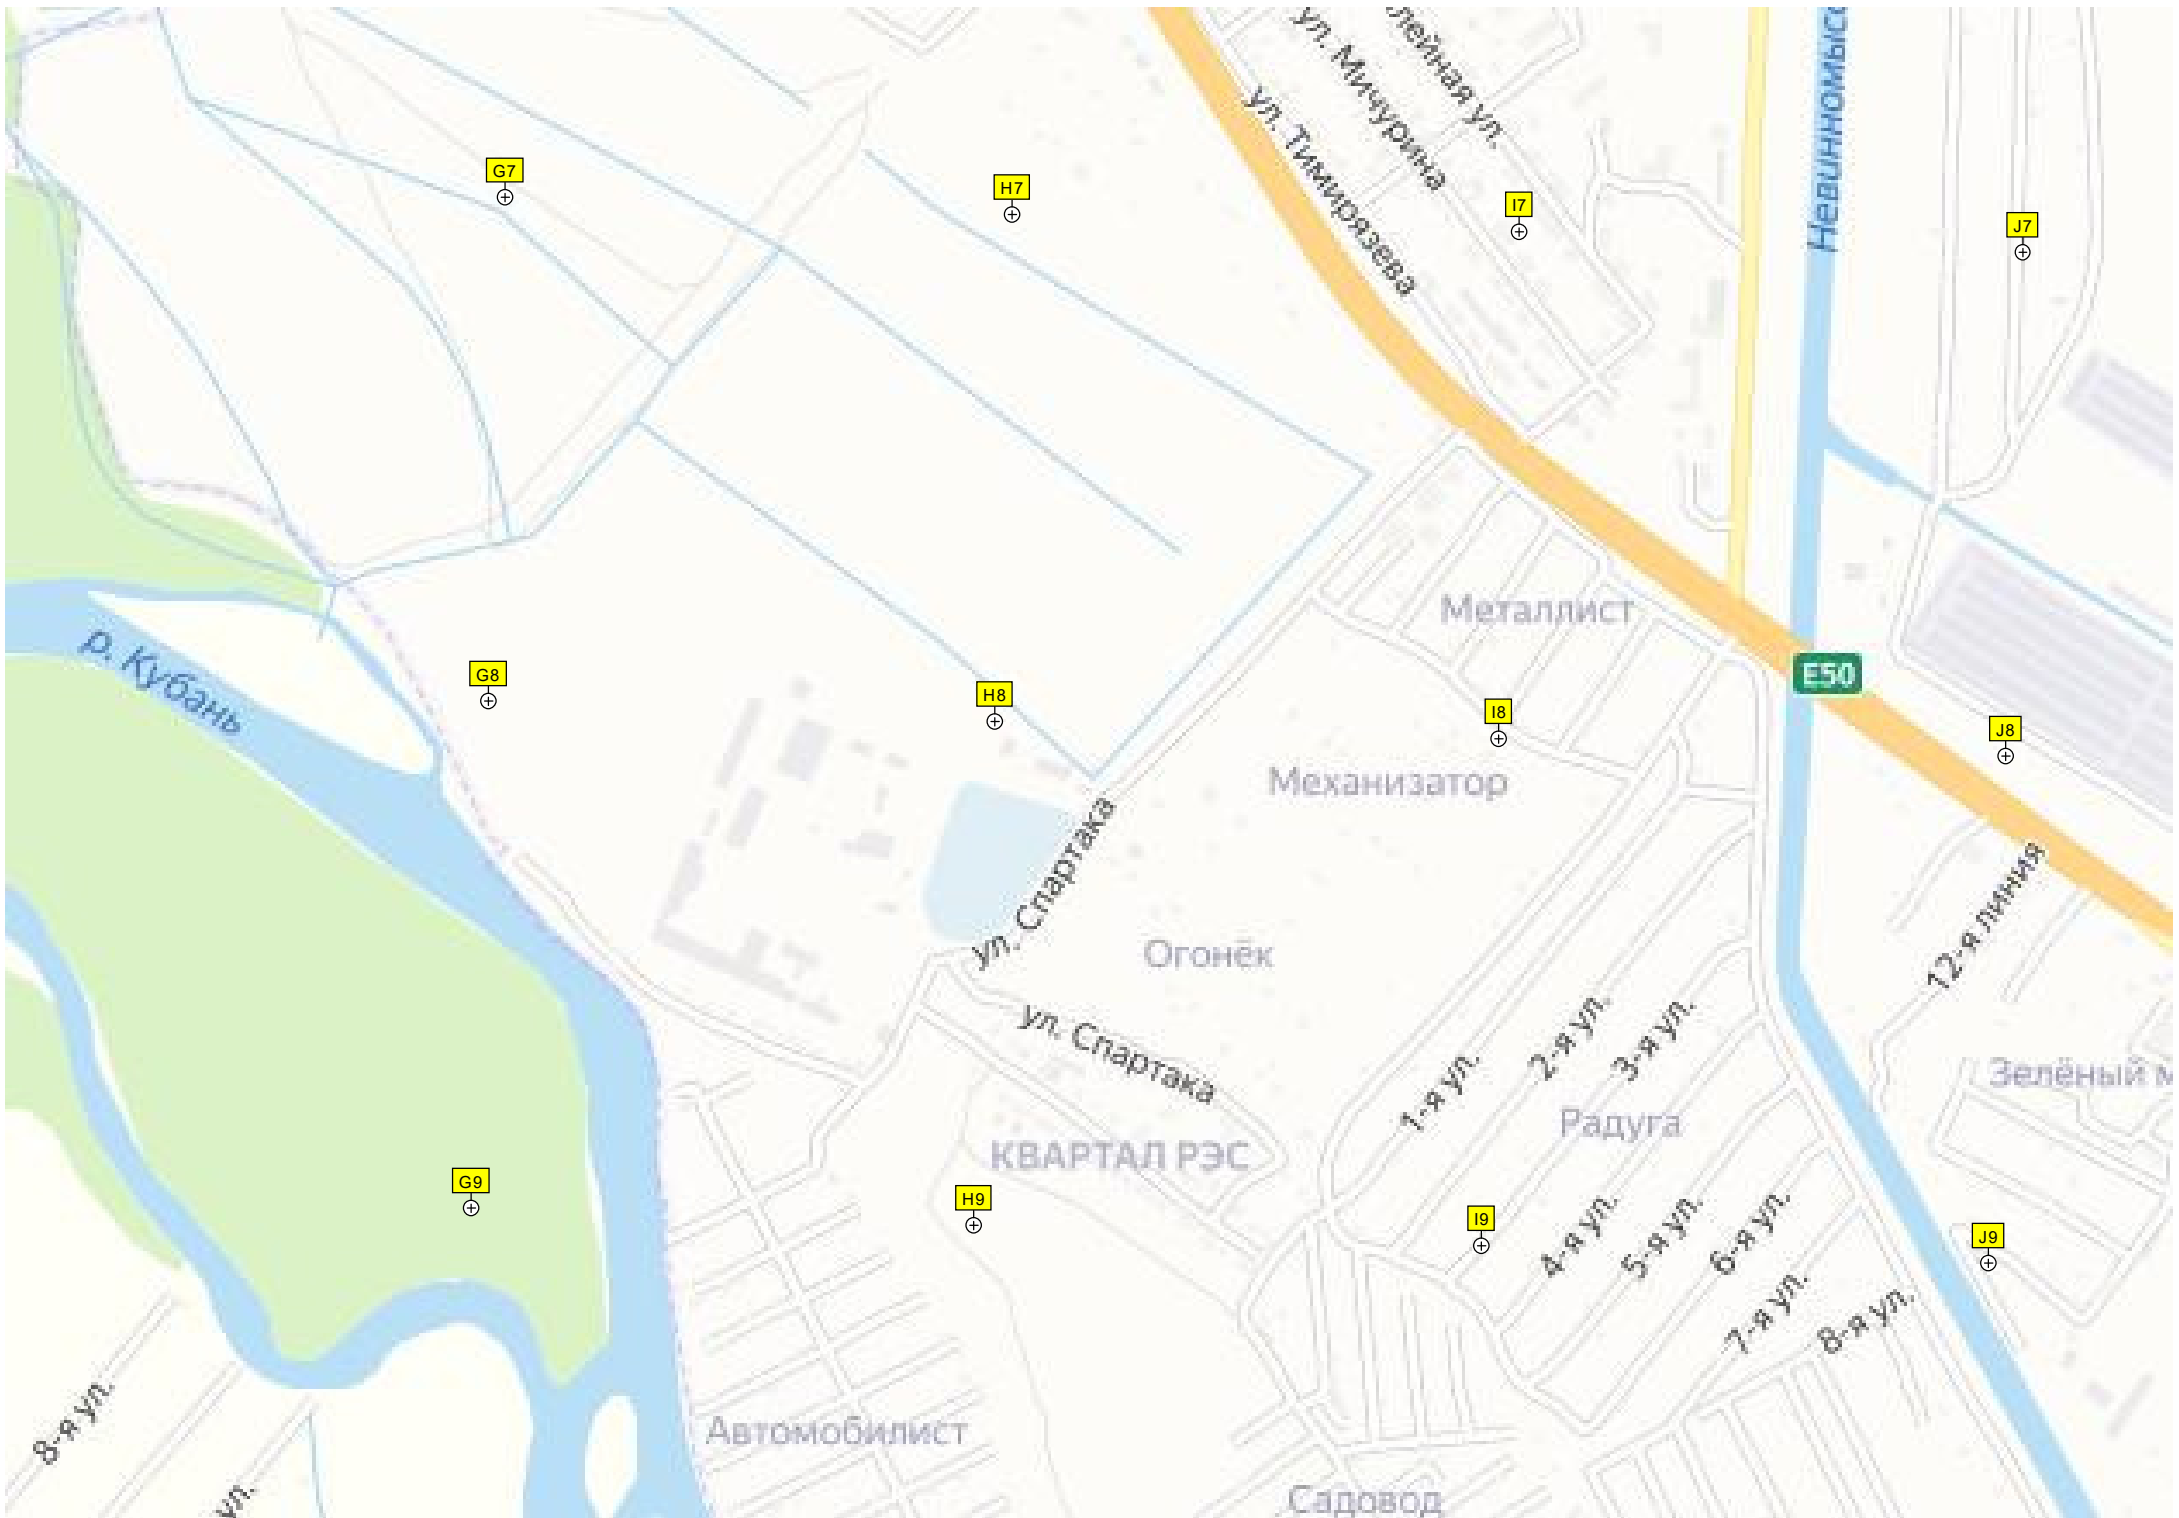 ул. Мичурина
ул.
ул. Тимирязева
G7
H7
I7
J7
Металлист
р. Кубань
E50
G8
H8
I8
J8
Механизатор
ул. Спартака
12-я линия
Огонёк
ул. Спартака
1-я ул.
2-я ул.
3-я ул.
Радуга
КВАРТАЛ РЭС
G9
H9
I9
J9
4-я ул.
5-я ул.
6-я ул.
7-я ул.
8-я ул.
8-я ул.
ул.
Автомобилист
Садовод
Зелёный